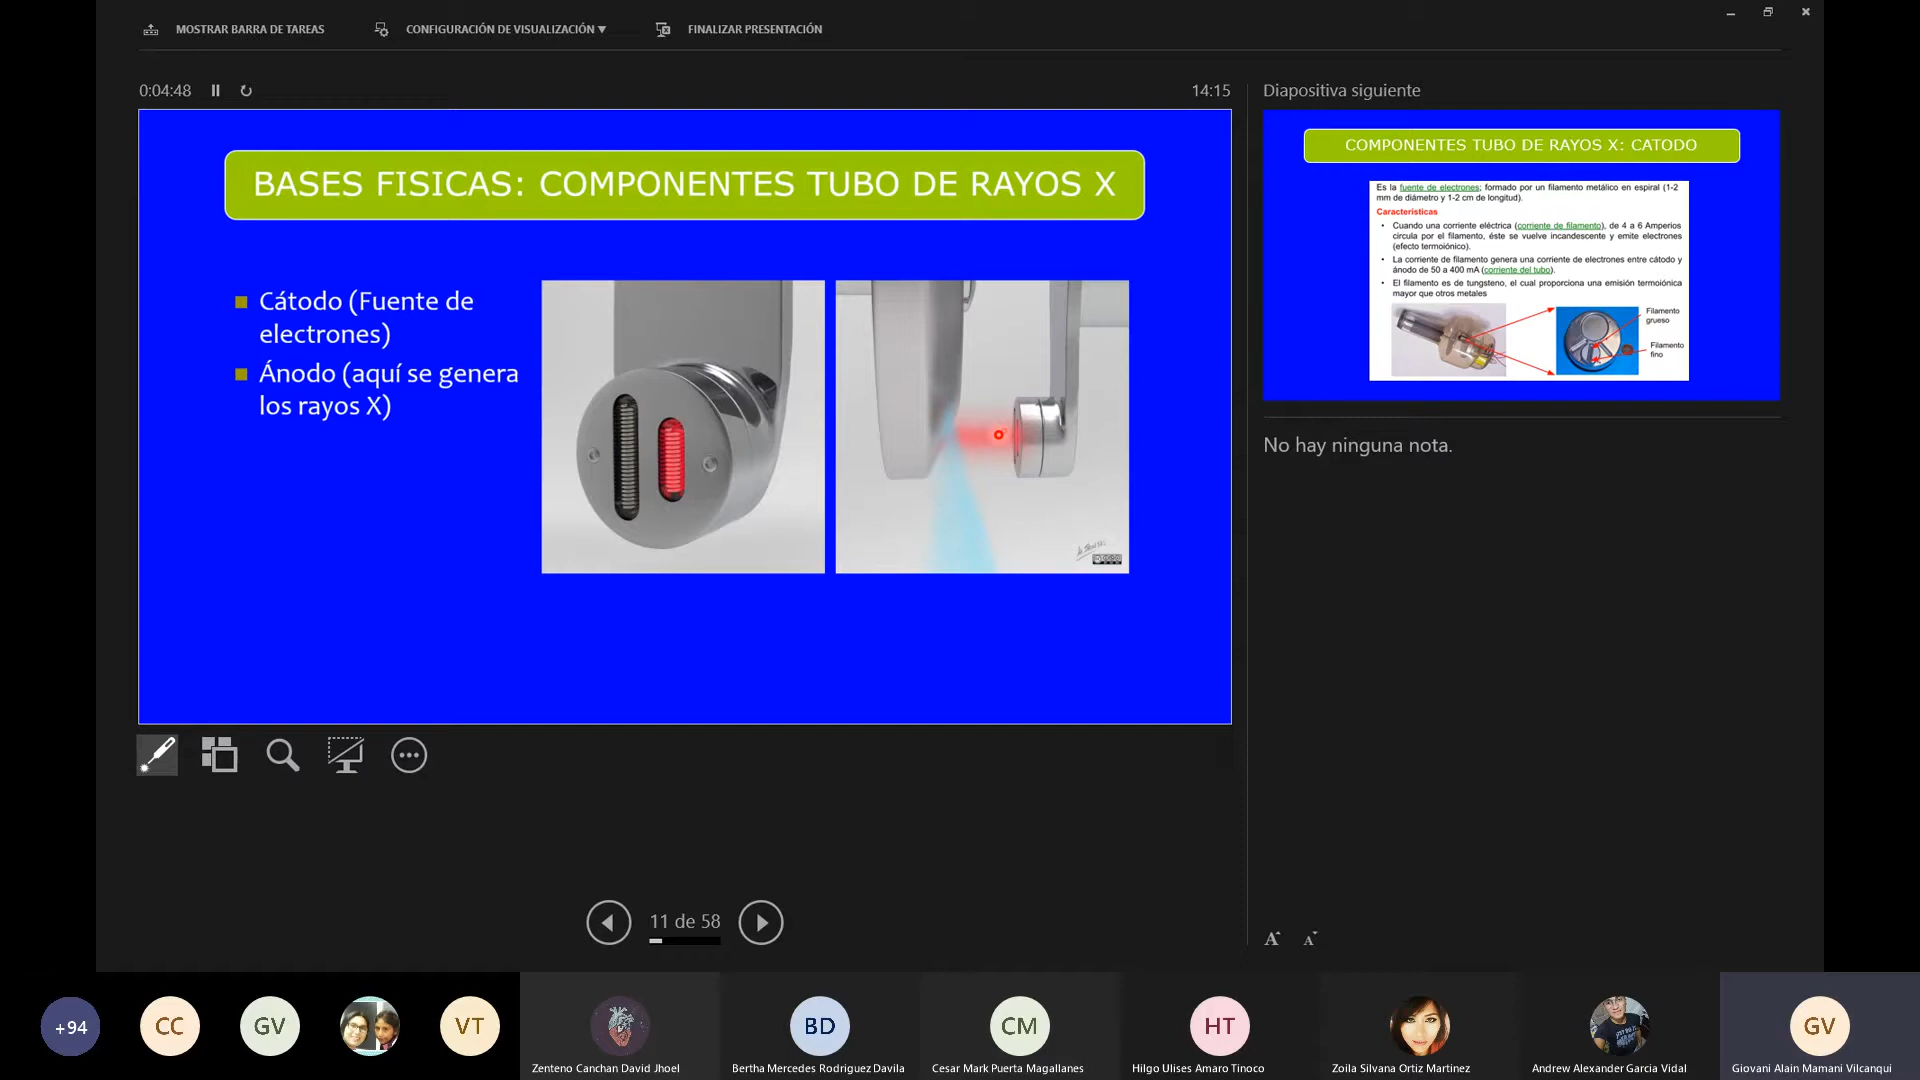 MOSTRAR BARRA DE TAREAS
CONFIGURACIÓN DE VISUALIZACIÓN ▼
FINALIZAR PRESENTACIÓN
0:04:48
14:15
Diapositiva siguiente
BASES FISICAS: COMPONENTES TUBO DE RAYOS X
Cátodo (Fuente de
electrones)
Ánodo (aquí se genera
los rayos X)
COMPONENTES TUBO DE RAYOS X: CATODO
Es la fuente de electrones; formado por un filamento metálico en espiral (1-2
mm de diámetro y 1-2 cm de longitud).
Características
• Cuando una corriente eléctrica (corriente de filamento), de 4 a 6 Amperios
circula por el filamento, éste se vuelve incandescente y emite electrones
(efecto termoiónico).
• La corriente de filamento genera una corriente de electrones entre cátodo y
ánodo de 50 a 400 mA (corriente del tubo).
• El filamento es de tungsteno, el cual proporciona una emisión termoiónica
mayor que otros metales
Filamento
grueso
Filamento
fino
No hay ninguna nota.
11 de 58
A A
+94
CC
GV
VT
BD
CM
HT
GV
Zenteno Canchan David Jhoel
Bertha Mercedes Rodriguez Davila
Cesar Mark Puerta Magallanes
Hilgo Ulises Amaro Tinoco
Zoila Silvana Ortiz Martinez
Andrew Alexander Garcia Vidal
Giovani Alain Mamani Vilcanqui